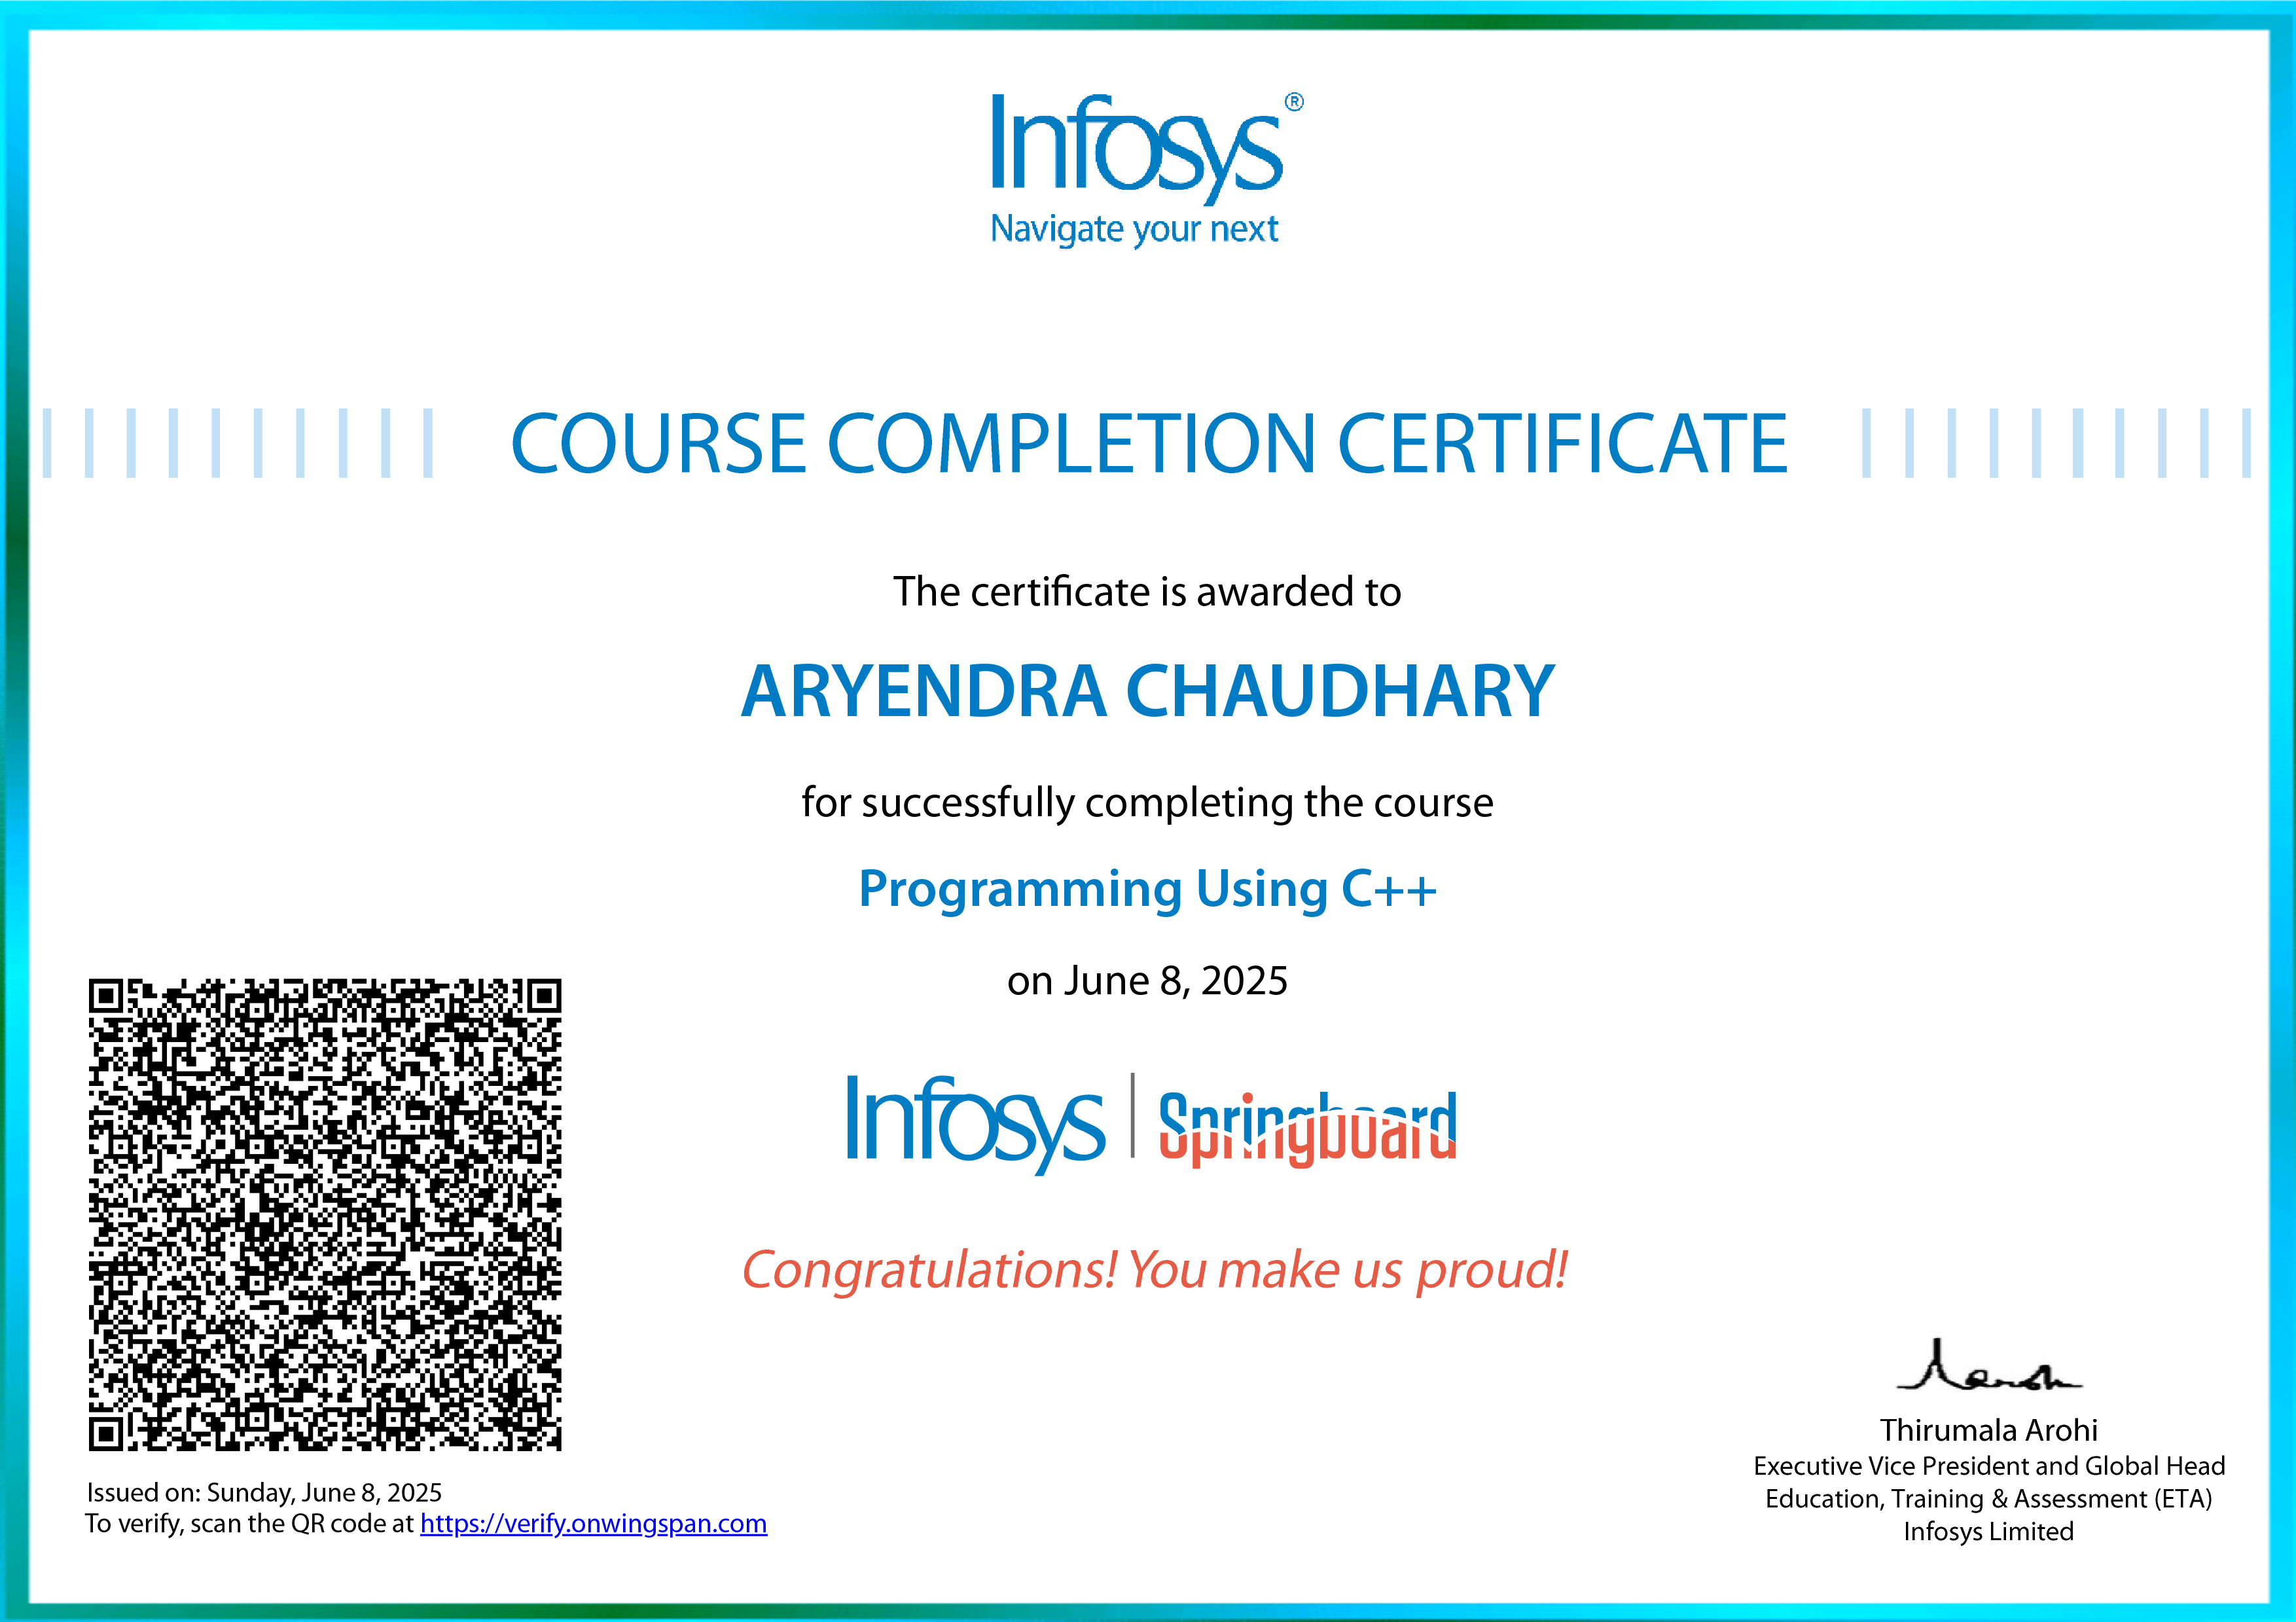 Infosys®
Navigate your next
COURSE COMPLETION CERTIFICATE
The certificate is awarded to
ARYENDRA CHAUDHARY
for successfully completing the course
Programming Using C++
on June 8, 2025
Infosys | Springboard
Congratulations! You make us proud!
Issued on: Sunday, June 8, 2025
To verify, scan the QR code at https://verify.onwingspan.com
Thirumala Arohi
Executive Vice President and Global Head
Education, Training & Assessment (ETA)
Infosys Limited